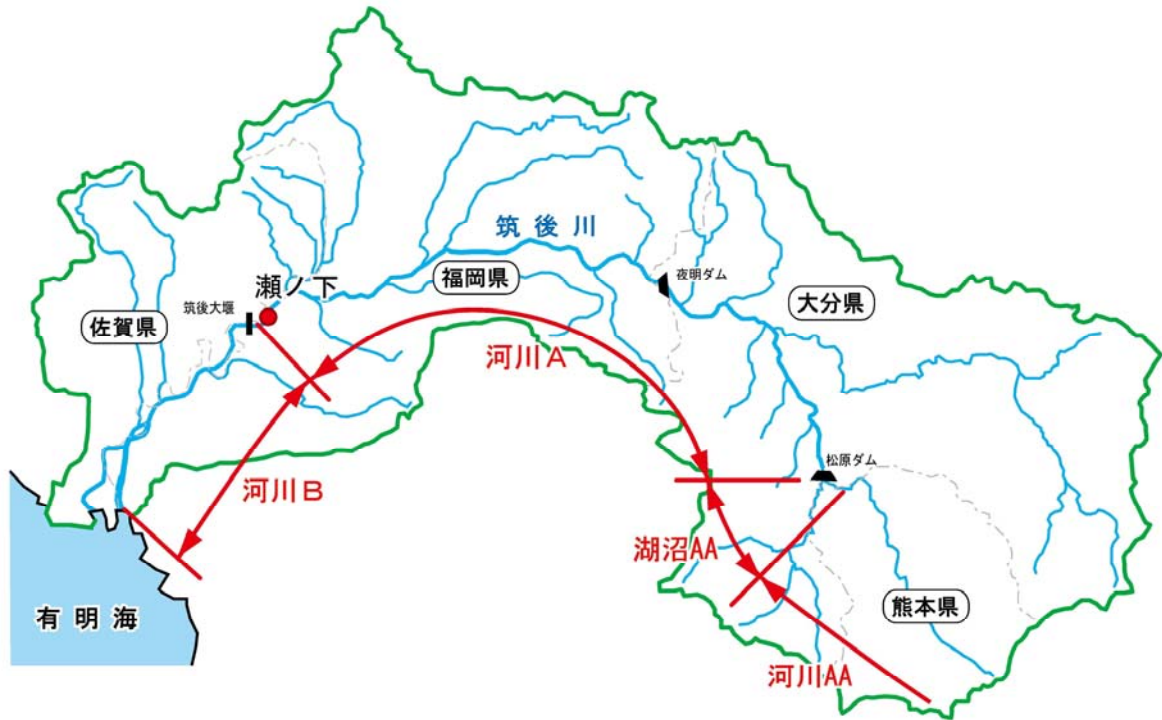 筑後川
夜明ダム
瀬ノ下
福岡県
大分県
筑後大堰
佐賀県
河川A
松原ダム
河川B
湖沼AA
熊本県
有明海
河川AA